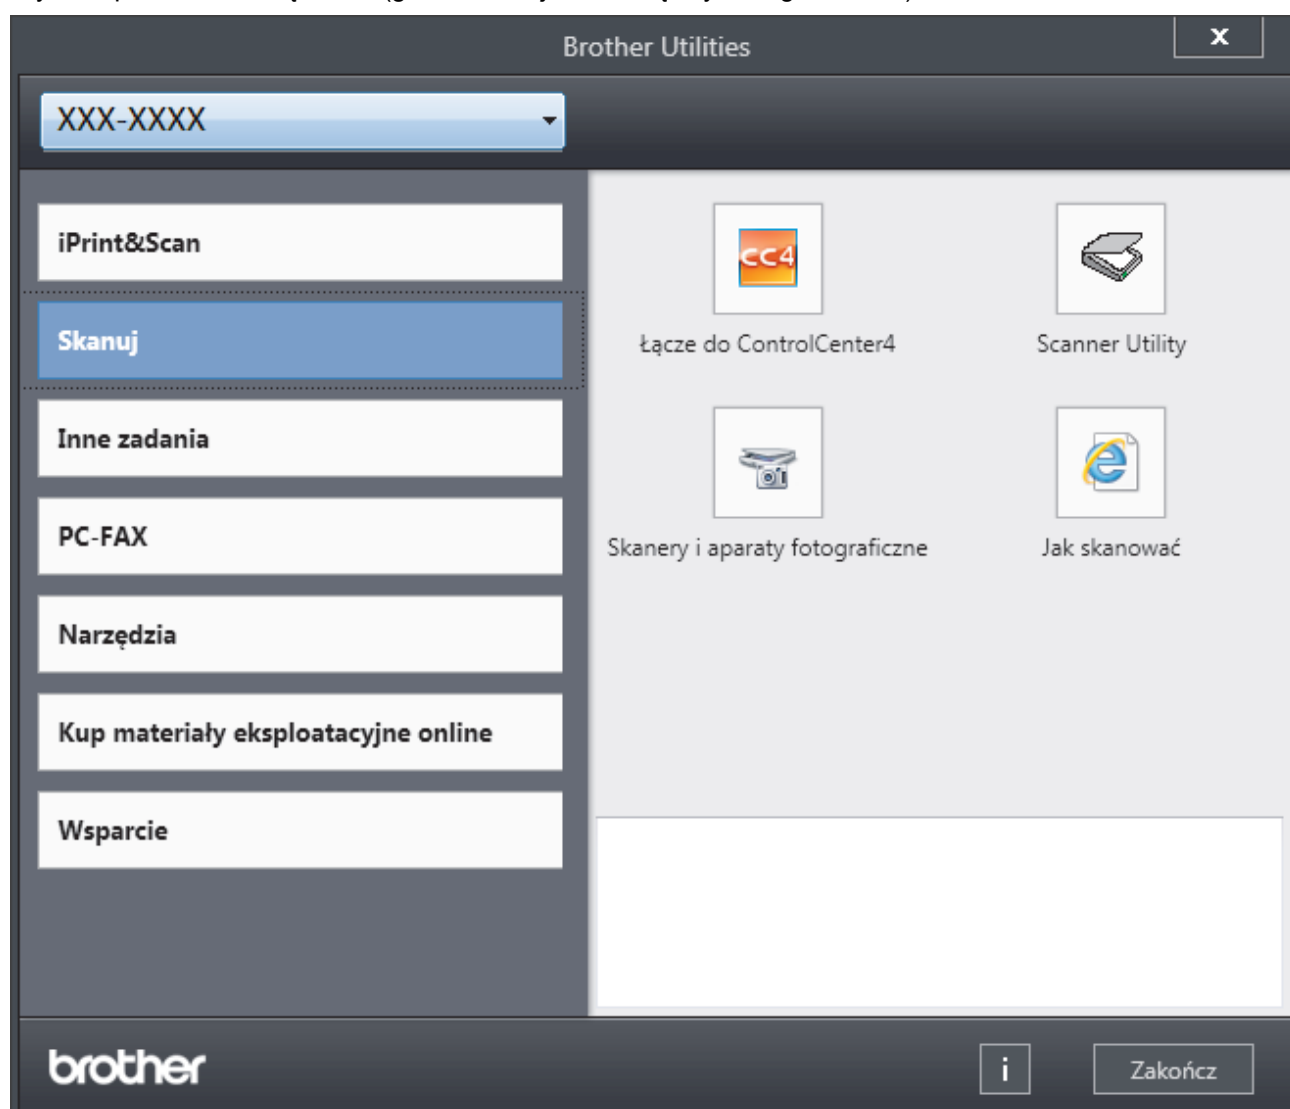 Brother Utilities
x
XXX-XXXX
iPrint&Scan
Skanuj
Inne zadania
PC-FAX
Narzędzia
Kup materiały eksploatacyjne online
Wsparcie
CC4
Łącze do ControlCenter4
Scanner Utility
Skanery i aparaty fotograficzne
Jak skanować
brother
i
Zakończ